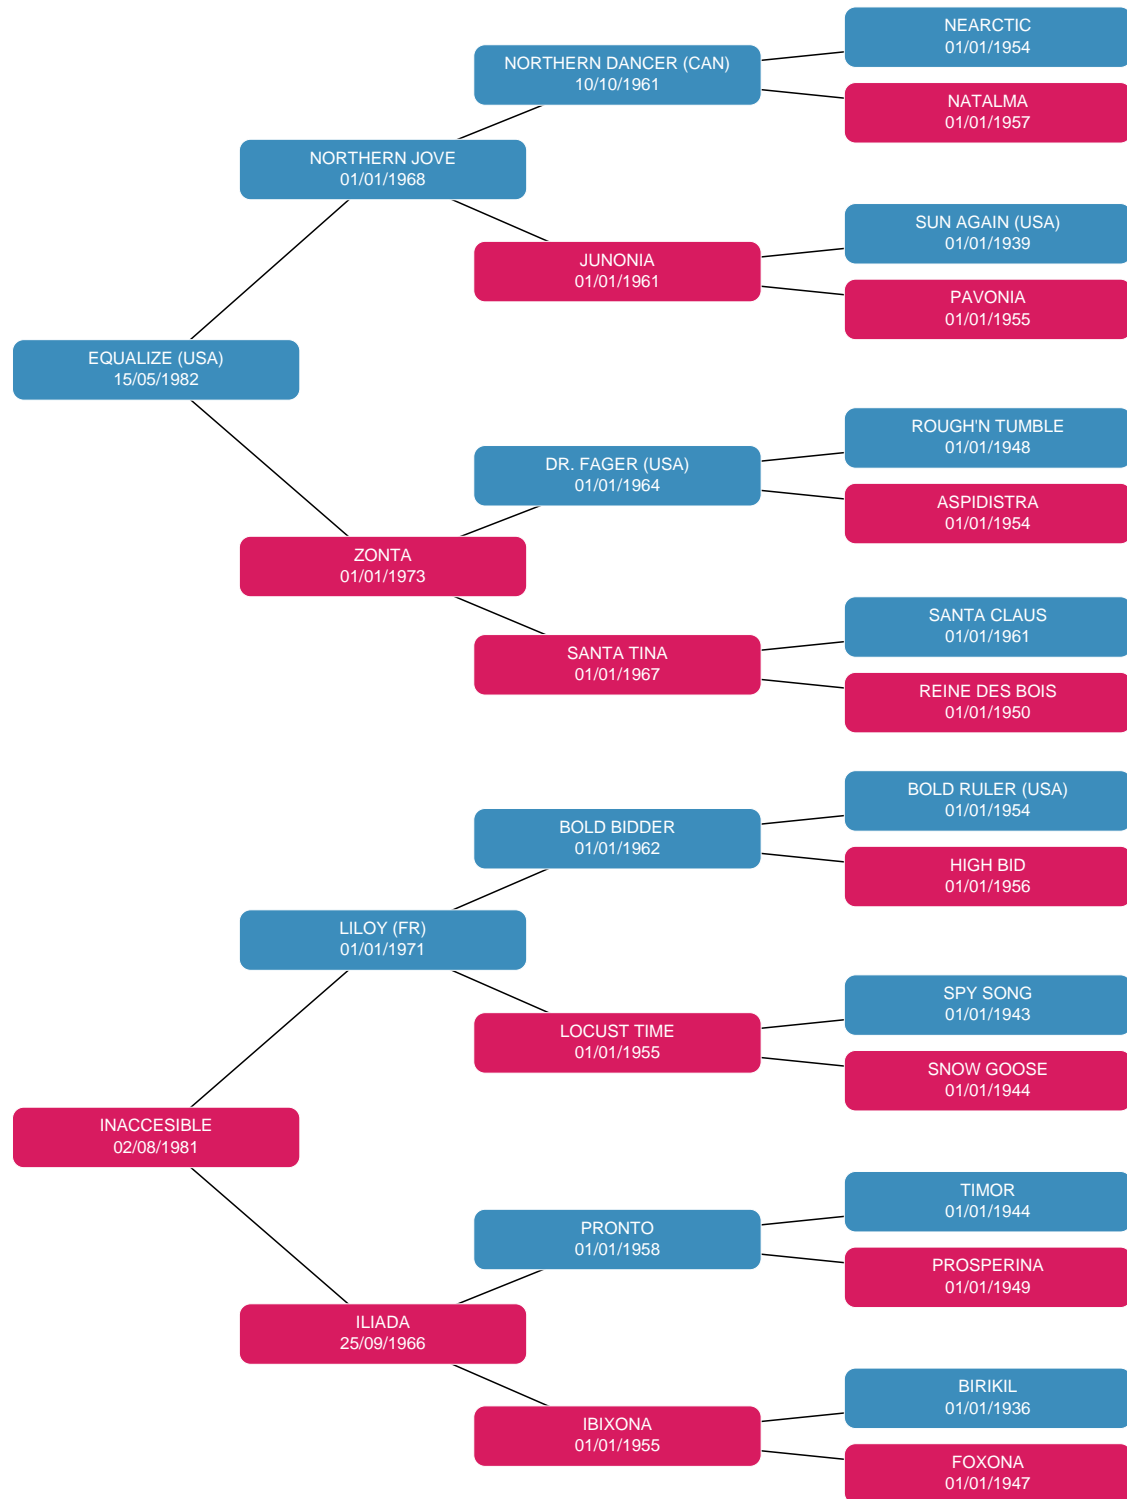 NEARCTIC
01/01/1954
NORTHERN DANCER (CAN)
10/10/1961
NATALMA
01/01/1957
NORTHERN JOVE
01/01/1968
SUN AGAIN (USA)
01/01/1939
JUNONIA
01/01/1961
PAVONIA
01/01/1955
EQUALIZE (USA)
15/05/1982
ROUGH'N TUMBLE
01/01/1948
DR. FAGER (USA)
01/01/1964
ASPIDISTRA
01/01/1954
ZONTA
01/01/1973
SANTA CLAUS
01/01/1961
SANTA TINA
01/01/1967
REINE DES BOIS
01/01/1950
BOLD RULER (USA)
01/01/1954
BOLD BIDDER
01/01/1962
HIGH BID
01/01/1956
LILOY (FR)
01/01/1971
SPY SONG
01/01/1943
LOCUST TIME
01/01/1955
SNOW GOOSE
01/01/1944
INACCESIBLE
02/08/1981
TIMOR
01/01/1944
PRONTO
01/01/1958
PROSPERINA
01/01/1949
ILIADA
25/09/1966
BIRIKIL
01/01/1936
IBIXONA
01/01/1955
FOXONA
01/01/1947